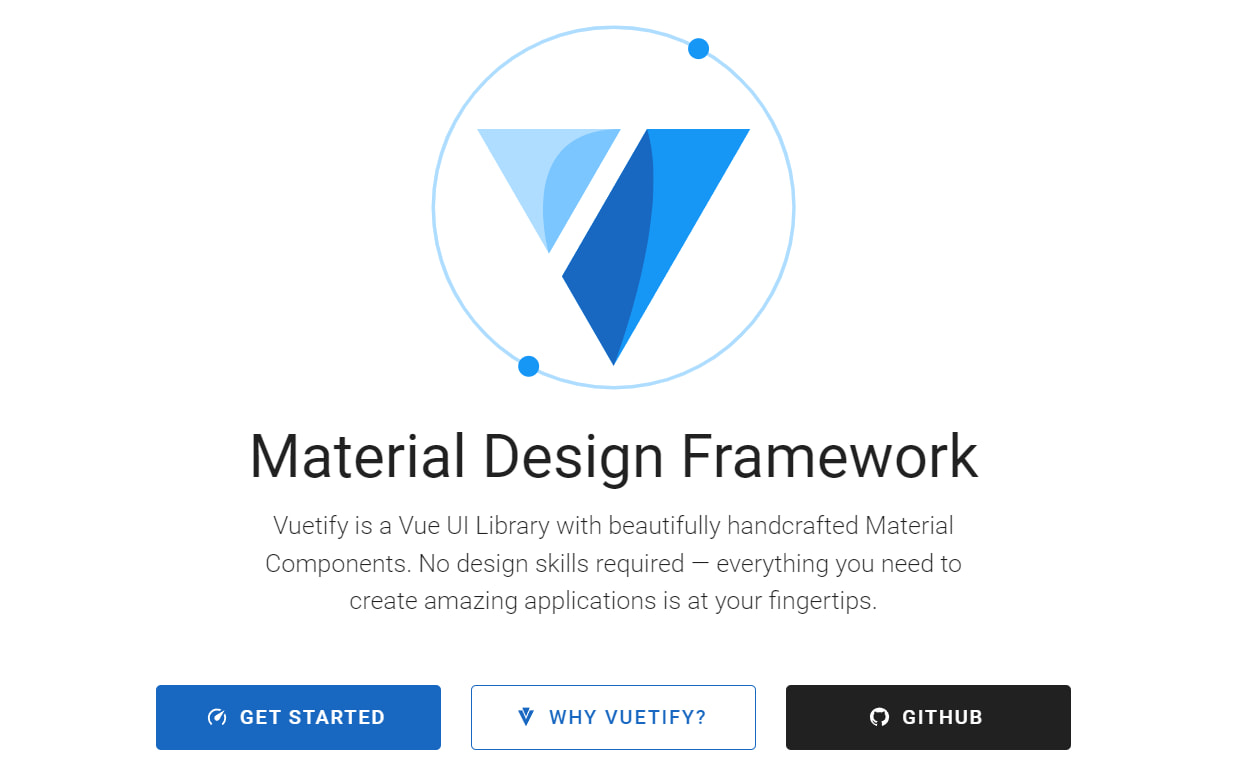 Material Design Framework
Vuetify is a Vue UI Library with beautifully handcrafted Material
Components. No design skills required — everything you need to
create amazing applications is at your fingertips.
GET STARTED
WHY VUETIFY?
GITHUB